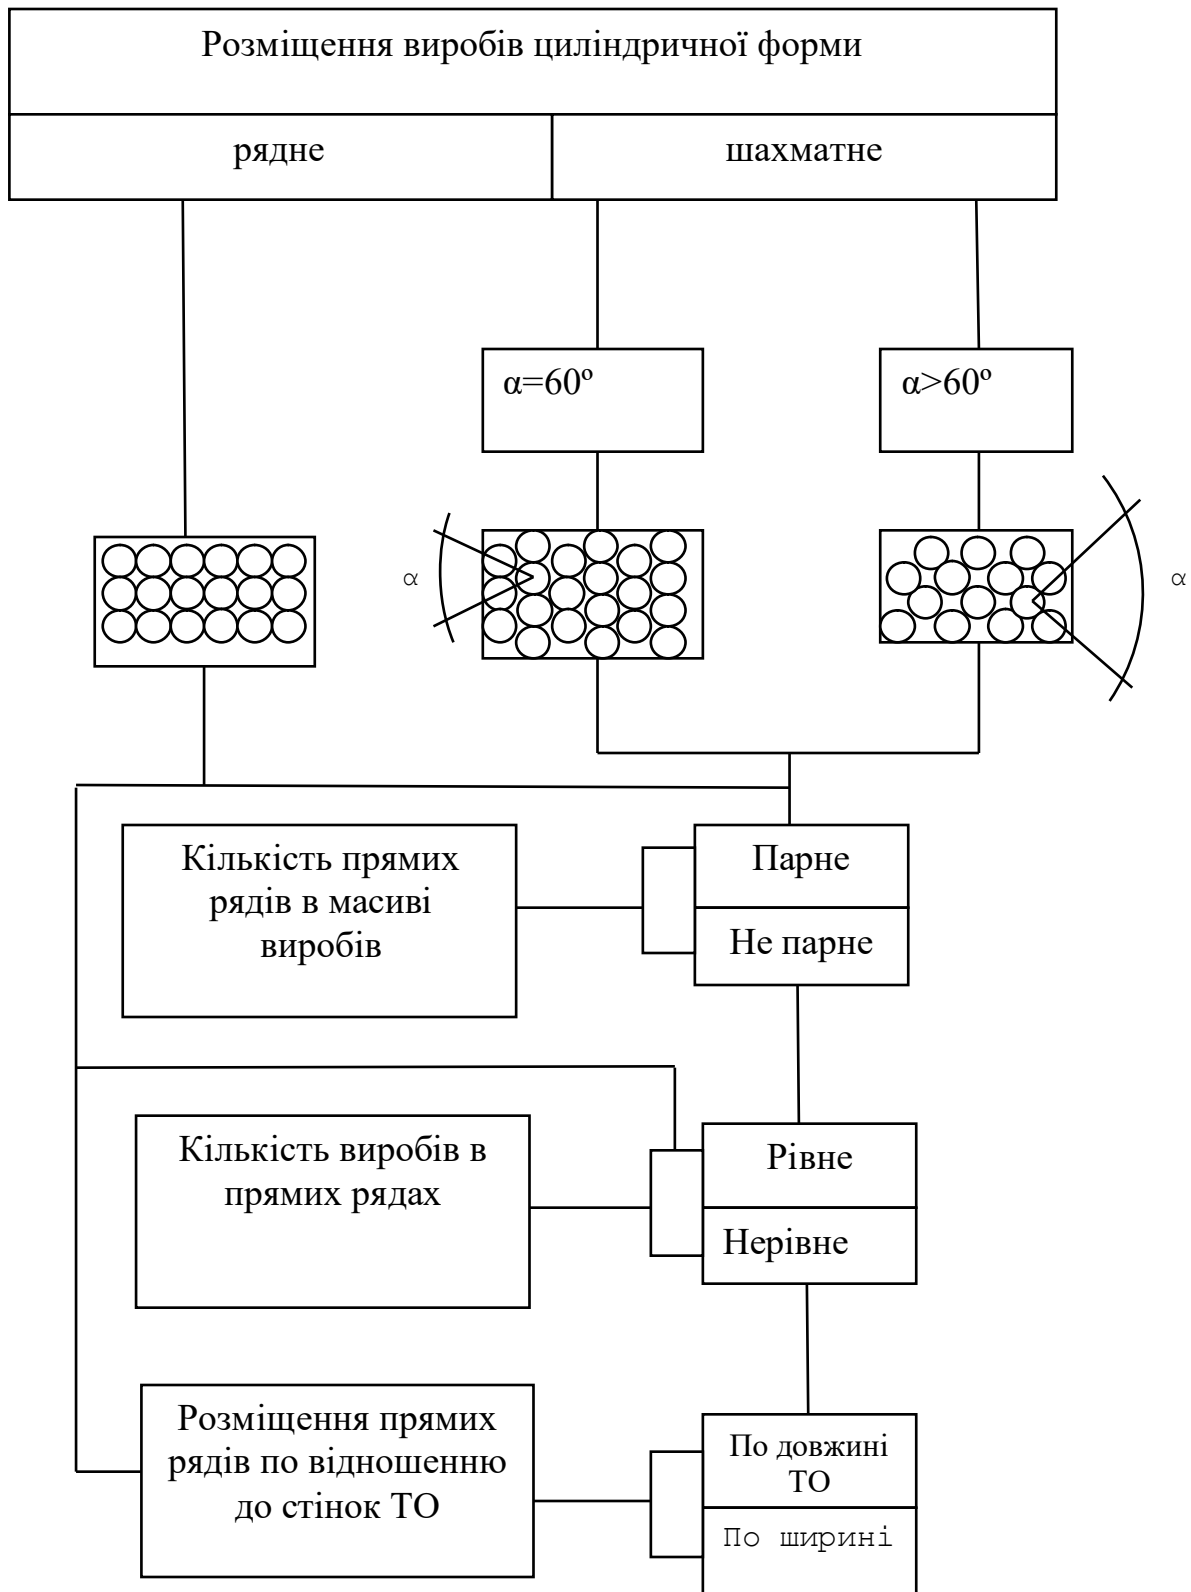 Розміщення виробів циліндричної форми
рядне
шахматне
α=60º
α>60º
α
α
Кількість прямих
рядів в масиві
виробів
Парне
Не парне
Кількість виробів в
прямих рядах
Рівне
Нерівне
Розміщення прямих
рядів по відношенню
до стінок ТО
По довжині
ТО
По ширині